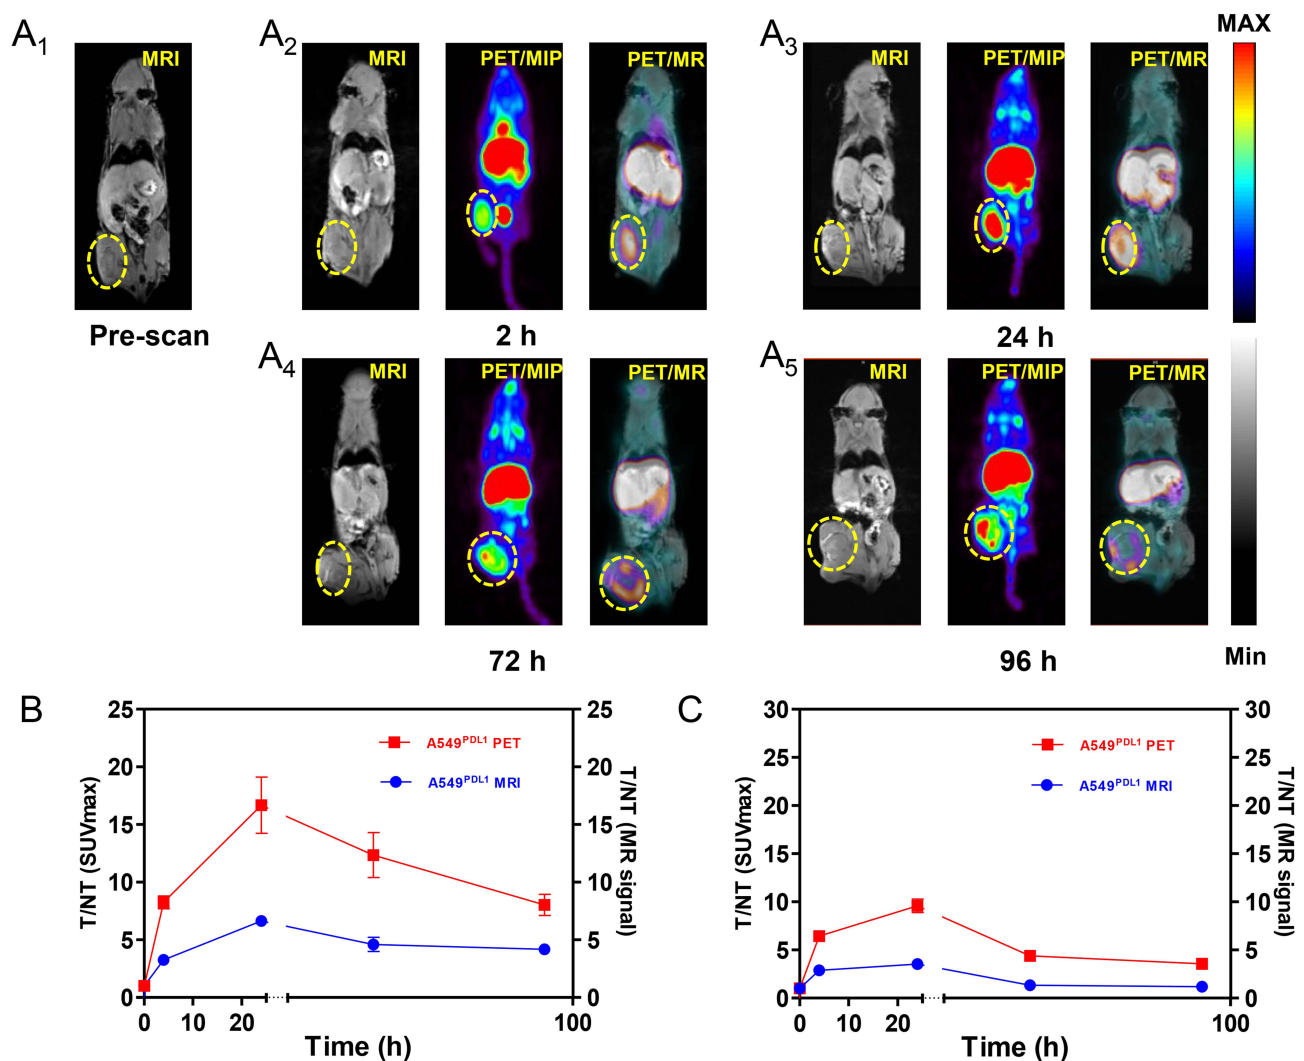 A1 MRI
A2 MRI PET/MIP PET/MR
A3 MRI PET/MIP PET/MR
MAX
Pre-scan
2 h
24 h
A4 MRI PET/MIP PET/MR
A5 MRI PET/MIP PET/MR
72 h
96 h
Min
B
25
20
15
10
5
0
T/NT (SUVmax)
A549PDL1 PET
A549PDL1 MRI
25
20
15
10
5
0
T/NT (MR signal)
0 10 20 100
Time (h)
C
30
25
20
15
10
5
0
T/NT (SUVmax)
A549PDL1 PET
A549PDL1 MRI
30
25
20
15
10
5
0
T/NT (MR signal)
0 10 20 100
Time (h)